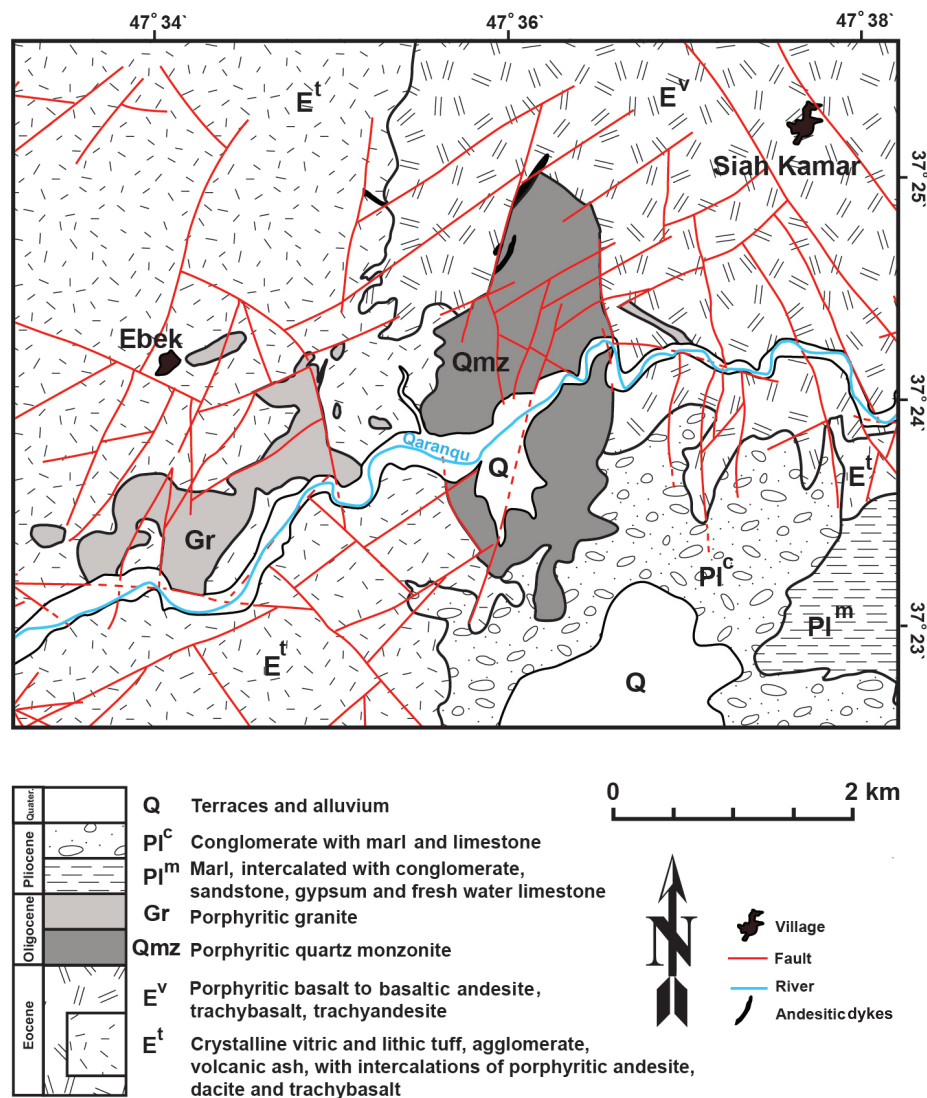 47° 34` 47° 36` 47° 38`
E^t
E^v
Siah Kamar
37° 25
Ebek
Qmz
37° 24
Qaranqu
Q
E^t
Gr
Pl^c
Pl^m
37° 23
E^t
Q
0 2 km
Quater.
Q Terraces and alluvium
Pliocene
Pl^c Conglomerate with marl and limestone
Pl^m Marl, intercalated with conglomerate,
sandstone, gypsum and fresh water limestone
Oligocene
Gr Porphyritic granite
Qmz Porphyritic quartz monzonite
Eocene
E^v Porphyritic basalt to basaltic andesite,
trachybasalt, trachyandesite
E^t Crystalline vitric and lithic tuff, agglomerate,
volcanic ash, with intercalations of porphyritic andesite,
dacite and trachybasalt
N
Village
Fault
River
Andesitic dykes